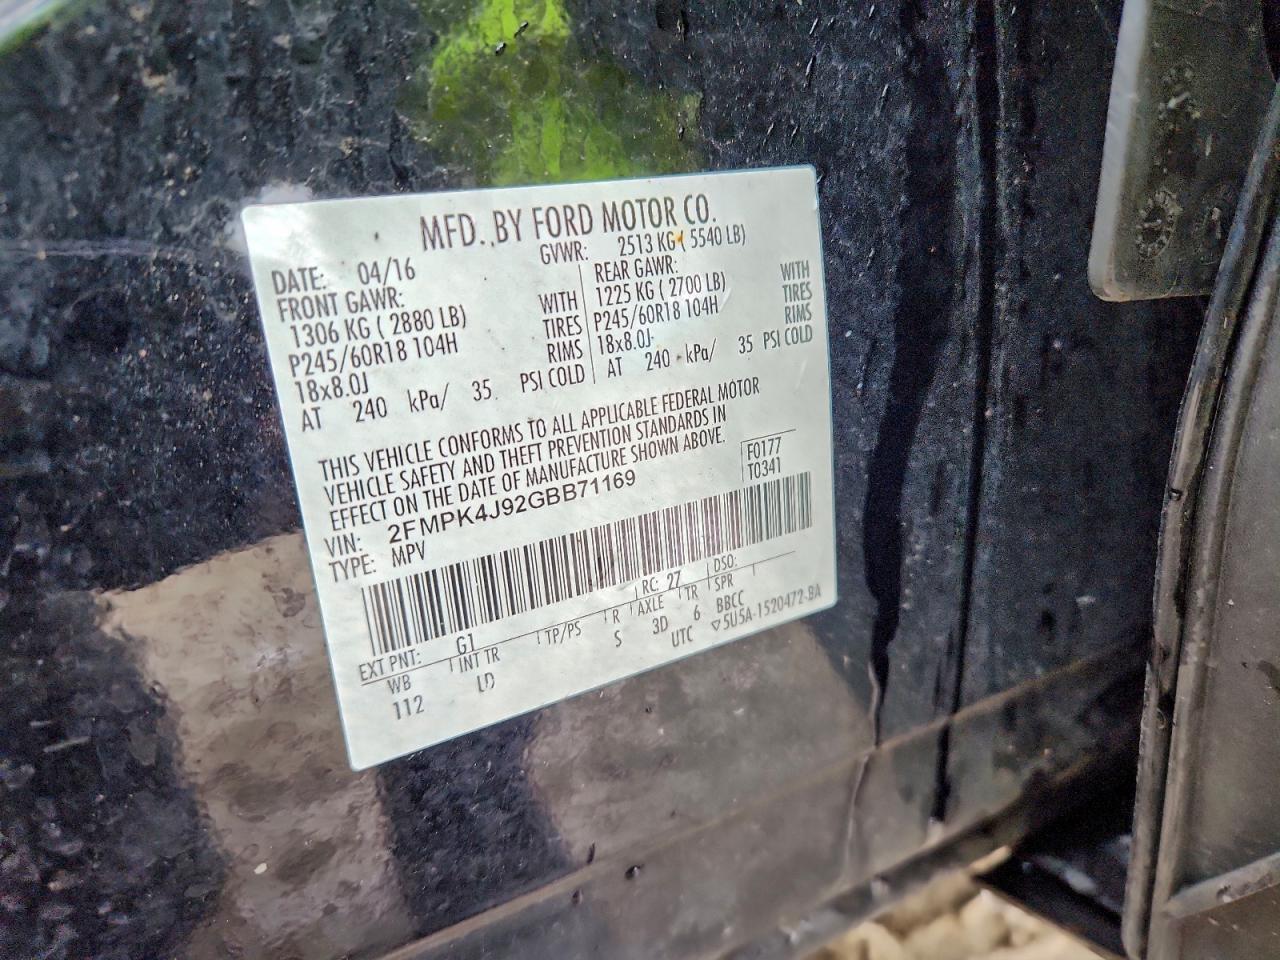 MFD. BY FORD MOTOR CO.
DATE: 04/16 GVWR: 2513 KG ( 5540 LB)
FRONT GAWR: REAR GAWR:
1306 KG ( 2880 LB) WITH 1225 KG ( 2700 LB) WITH
P245/60R18 104H TIRES P245/60R18 104H TIRES
18x8.0J RIMS 18x8.0J RIMS
AT 240 kPa/ 35 PSI COLD AT 240 kPa/ 35 PSI COLD
THIS VEHICLE CONFORMS TO ALL APPLICABLE FEDERAL MOTOR
VEHICLE SAFETY AND THEFT PREVENTION STANDARDS IN
EFFECT ON THE DATE OF MANUFACTURE SHOWN ABOVE.
VIN: 2FMPK4J92GBB71169 F0177
TYPE: MPV T0341
EXT PNT: G1 RC: 27 DSO:
WB INT TR TP/PS R AXLE TR SPR
112 LD S 3D 6 BBCC
UTC ▽5U5A-1520472-BA